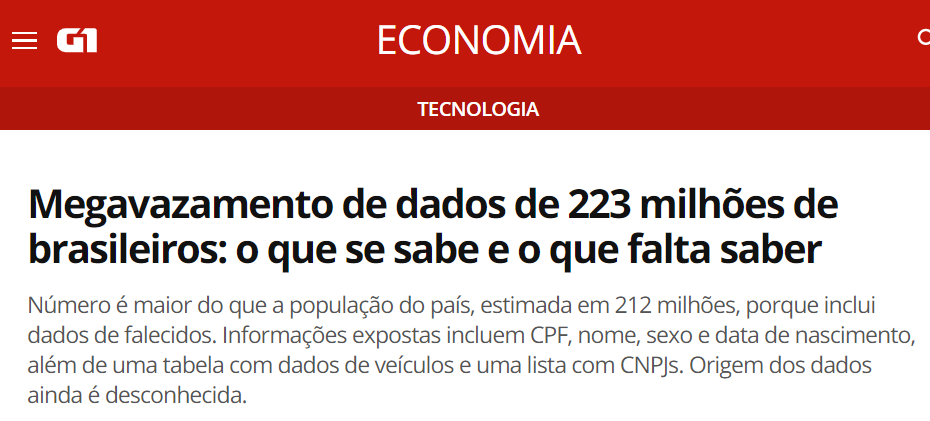 G1
ECONOMIA
TECNOLOGIA
Megavazamento de dados de 223 milhões de
brasileiros: o que se sabe e o que falta saber
Número é maior do que a população do país, estimada em 212 milhões, porque inclui
dados de falecidos. Informações expostas incluem CPF, nome, sexo e data de nascimento,
além de uma tabela com dados de veículos e uma lista com CNPJs. Origem dos dados
ainda é desconhecida.